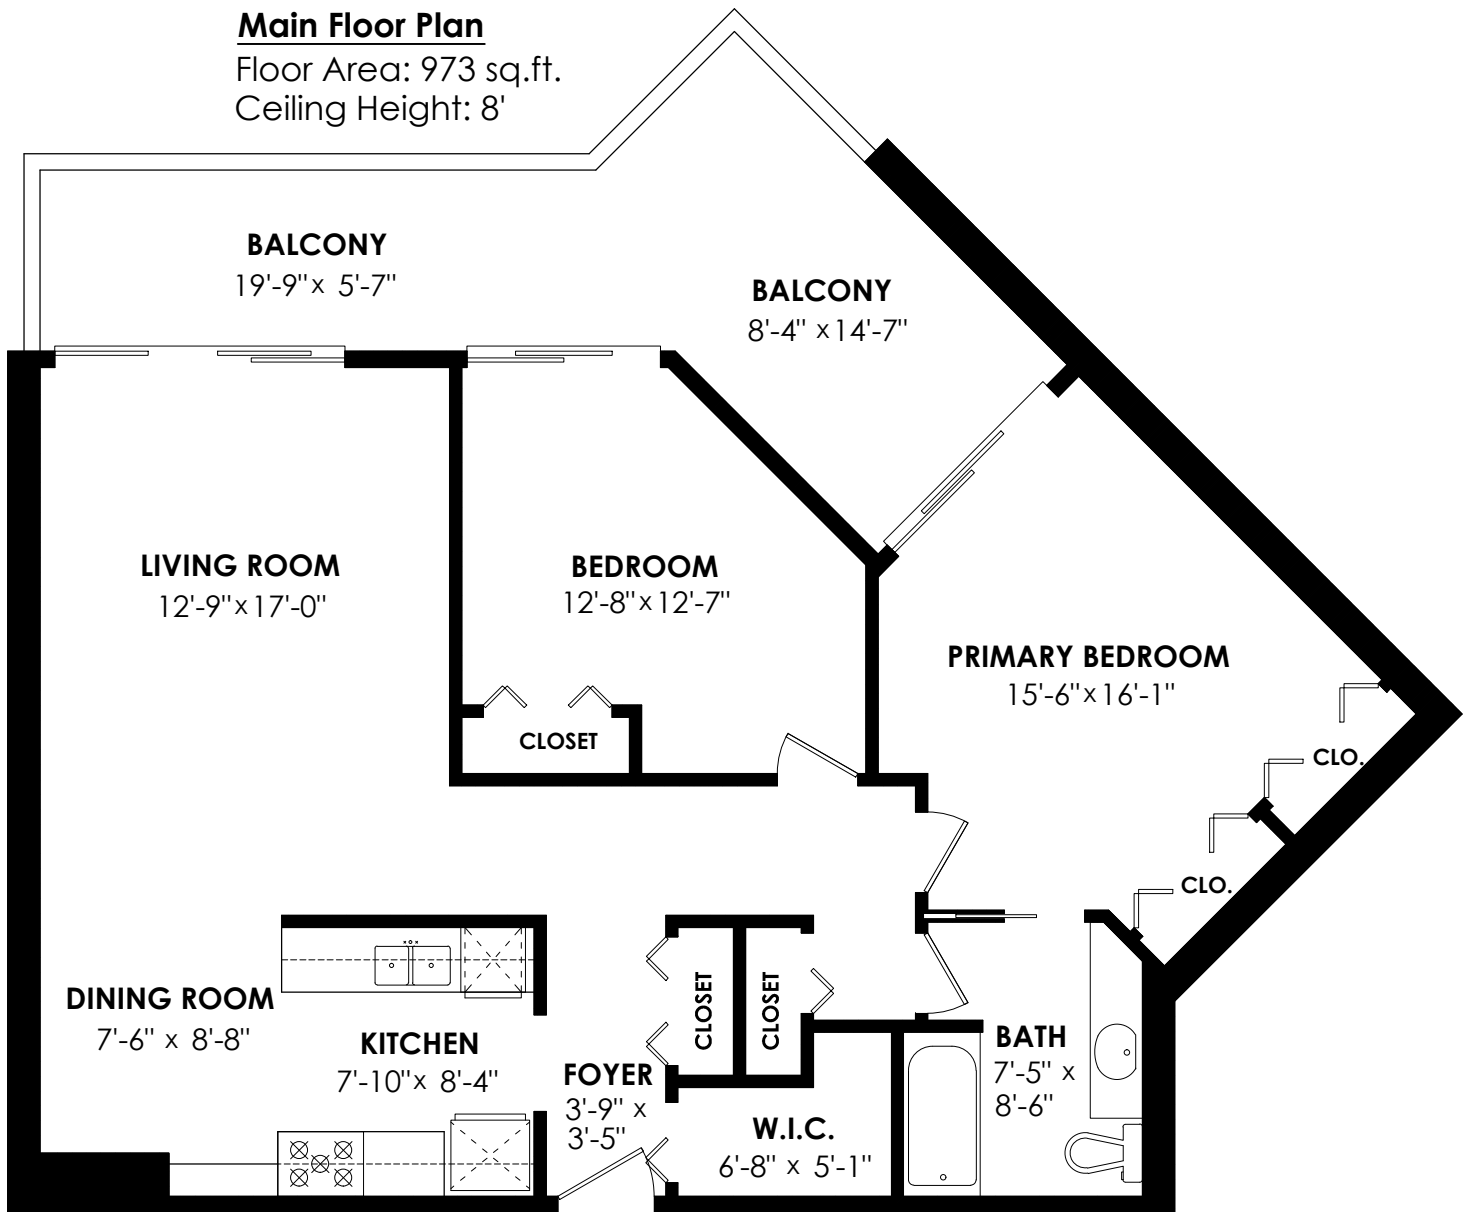 Main Floor Plan
Floor Area: 973 sq.ft.
Ceiling Height: 8'
BALCONY
19'-9" x 5'-7"
BALCONY
8'-4" x 14'-7"
LIVING ROOM
12'-9" x 17'-0"
BEDROOM
12'-8" x 12'-7"
PRIMARY BEDROOM
15'-6" x 16'-1"
CLOSET
CLO.
CLO.
DINING ROOM
7'-6" x 8'-8"
KITCHEN
7'-10" x 8'-4"
FOYER
3'-9" x
3'-5"
CLOSET
CLOSET
W.I.C.
6'-8" x 5'-1"
BATH
7'-5" x
8'-6"